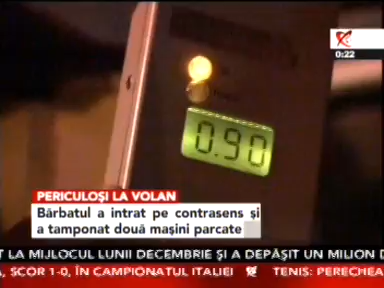 0:22
0.90
PERICULOȘI LA VOLAN
Bărbatul a intrat pe contrasens și
a tamponat două mașini parcate
T LA MIJLOCUL LUNII DECEMBRIE ȘI A DEPĂȘIT UN MILION D
A, SCOR 1-0, ÎN CAMPIONATUL ITALIEI TENIS: PERECHEA